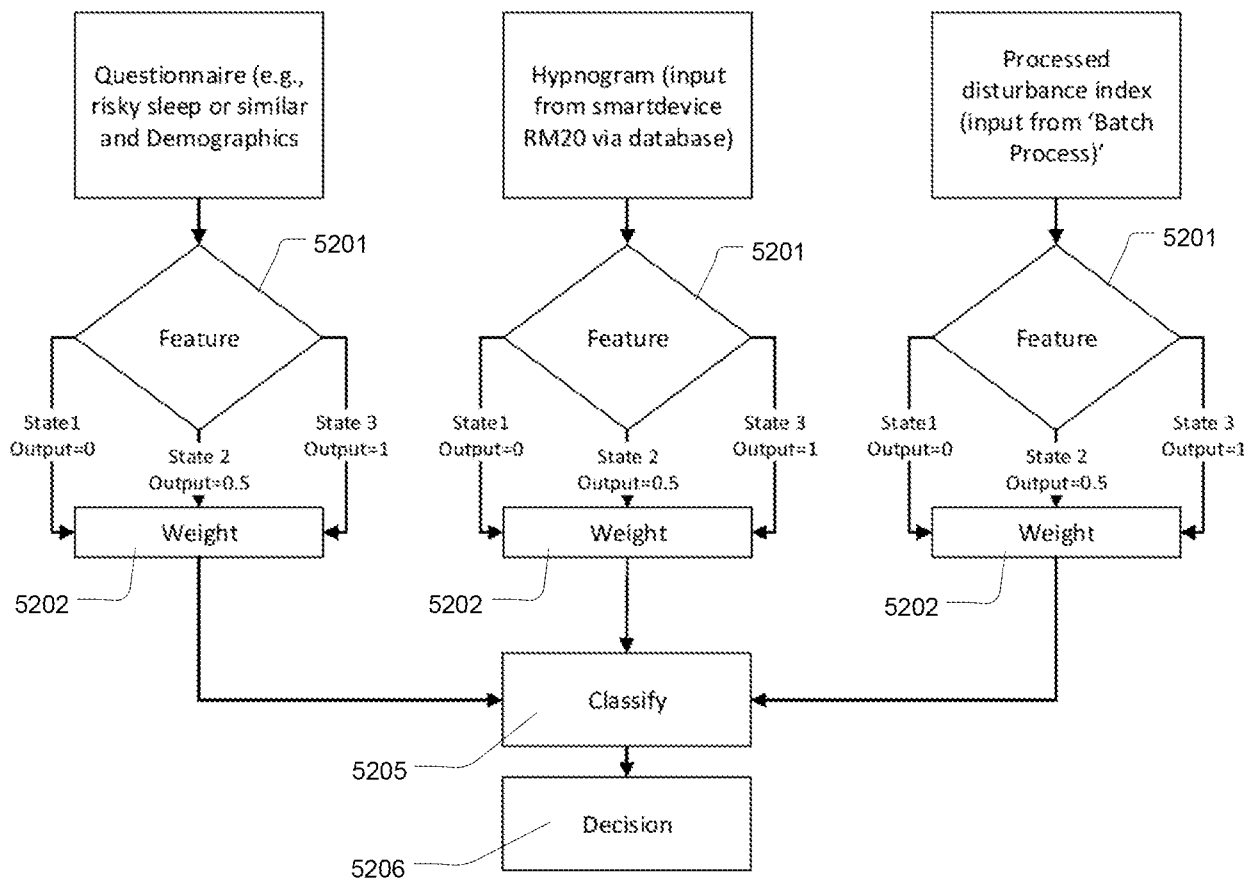 Questionnaire (e.g.,
risky sleep or similar
and Demographics
Hypnogram (input
from smartdevice
RM20 via database)
Processed
disturbance index
(input from ‘Batch
Process)’
5201
5201
5201
Feature
Feature
Feature
State1
Output=0
State 2
Output=0.5
State 3
Output=1
State1
Output=0
State 2
Output=0.5
State 3
Output=1
State1
Output=0
State 2
Output=0.5
State 3
Output=1
Weight
Weight
Weight
5202
5202
5202
Classify
5205
Decision
5206